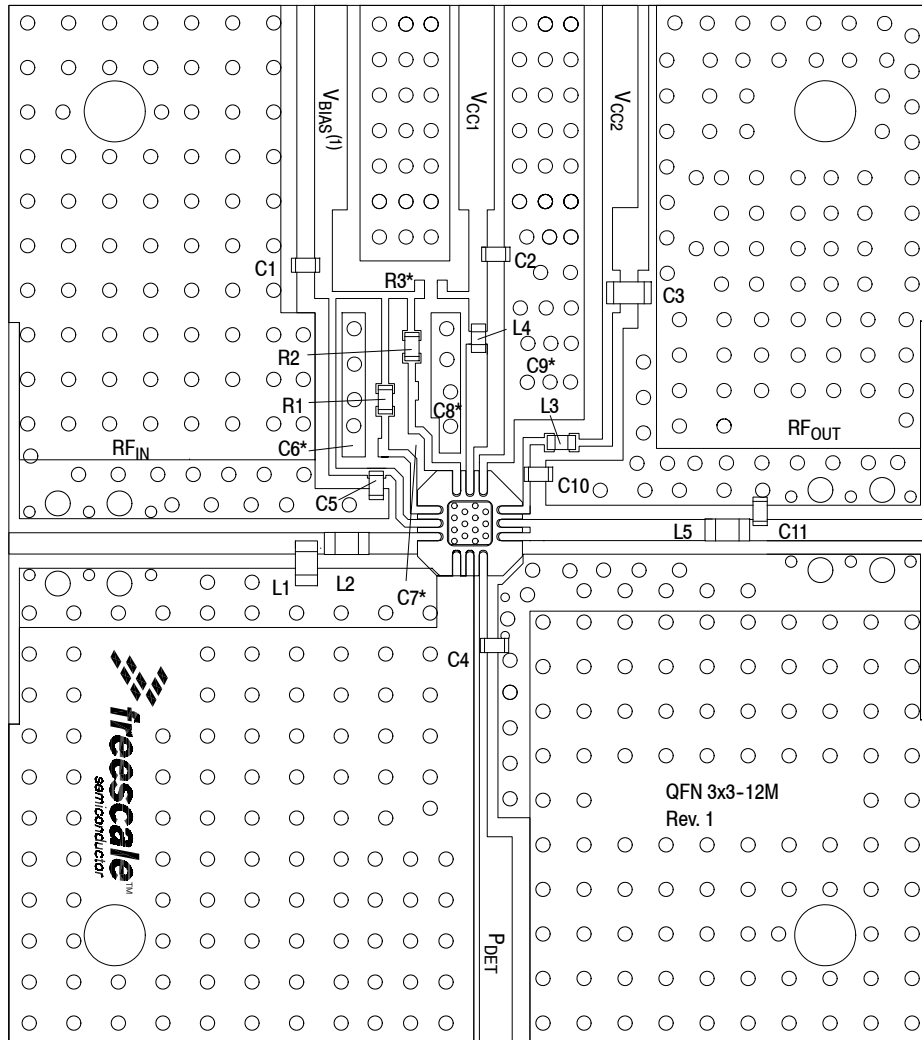 VBIAS(1)
VCC1
VCC2
C1
R3*
C2
C3
L4
R2
C9*
R1
C8*
L3
RFIN
C6*
RFOUT
C5
C10
L5
C11
L1
L2
C7*
C4
freescale™
semiconductor
QFN 3x3-12M
Rev. 1
PDET